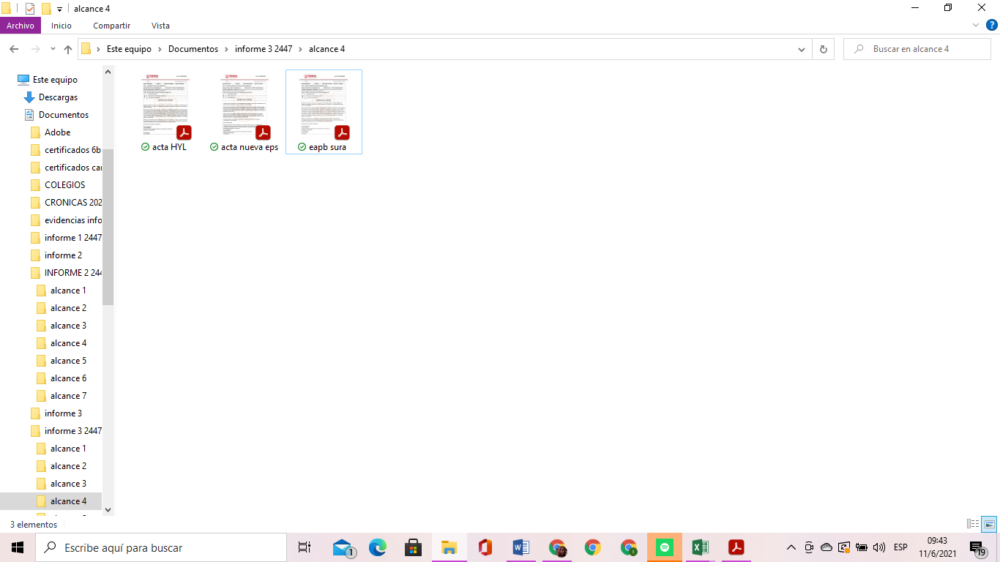 alcance 4
Archivo
Inicio
Compartir
Vista
Este equipo
Documentos
informe 3 2447
alcance 4
Buscar en alcance 4
Este equipo
Descargas
Documentos
Adobe
certificados 6b
certificados car
COLEGIOS
CRONICAS 202
evidencias info
informe 1 2447
informe 2
INFORME 2 244
alcance 1
alcance 2
alcance 3
alcance 4
alcance 5
alcance 6
alcance 7
informe 3
informe 3 2447
alcance 1
alcance 2
alcance 3
alcance 4
acta HYL
acta nueva eps
eapb sura
3 elementos
Escribe aquí para buscar
1
ESP
09:43
11/6/2021
19